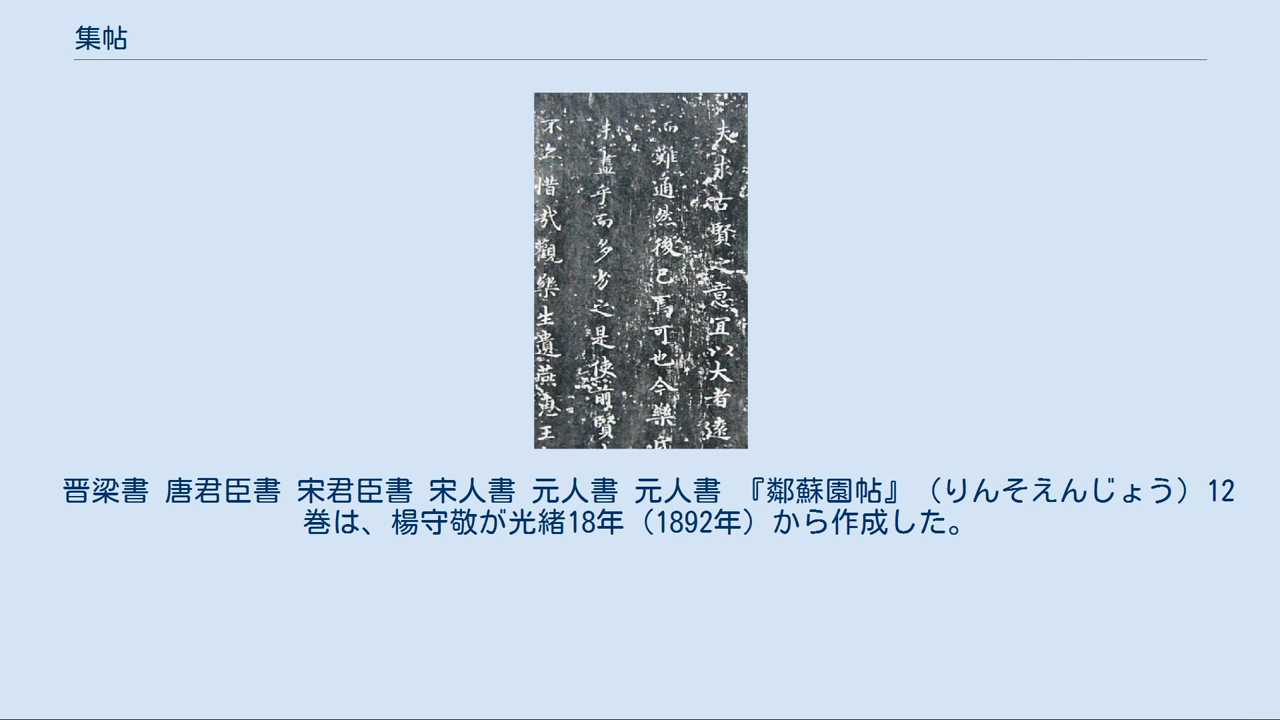 集帖
夫求古賢之意宜以大者遠
而難通然後已焉可也今樂
未盡乎而多劣之是使前賢
不亦惜哉觀樂生遺燕惠王
晋梁書 唐君臣書 宋君臣書 宋人書 元人書 元人書 『鄰蘇園帖』（りんそえんじょう）12
巻は、楊守敬が光緒18年（1892年）から作成した。